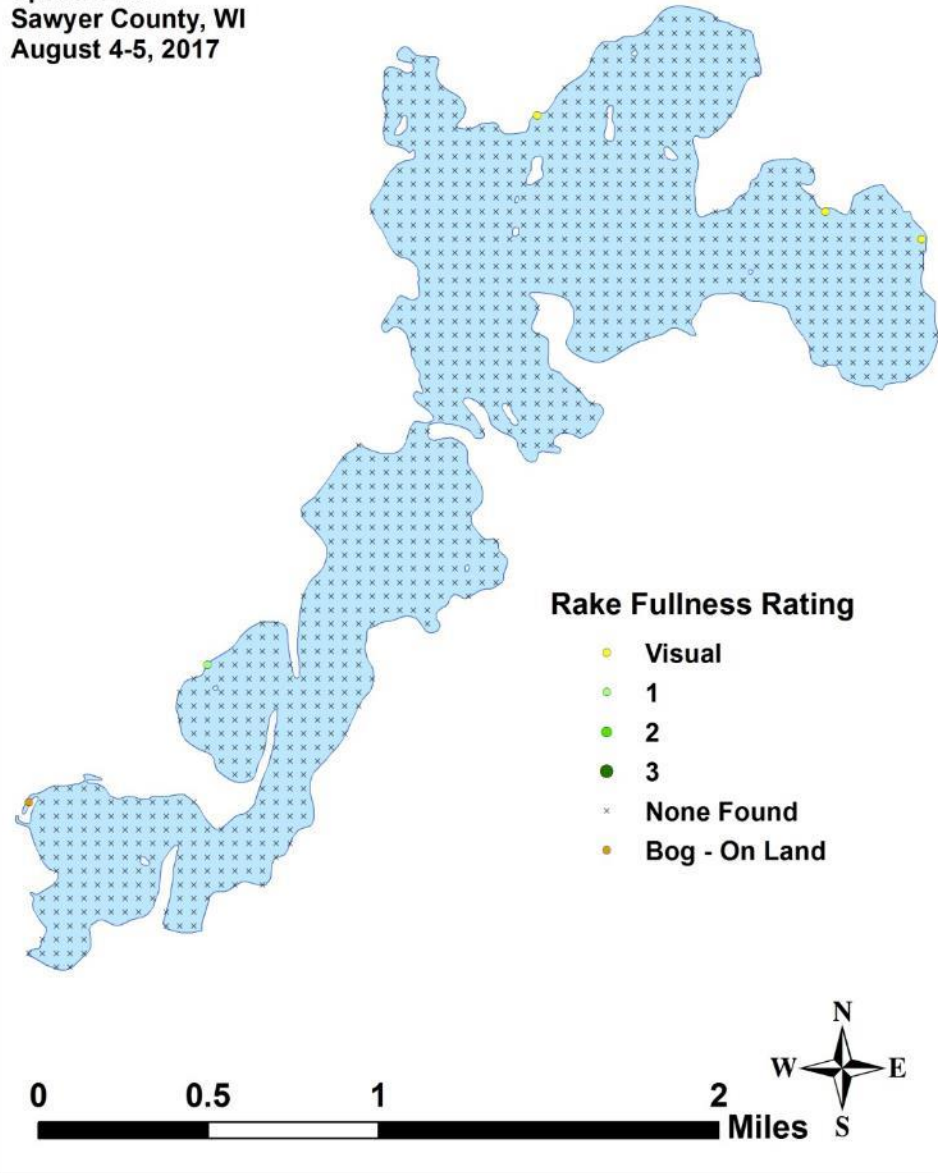 Sawyer County, WI
August 4-5, 2017
Rake Fullness Rating
Visual
1
2
3
None Found
Bog - On Land
N
W E
S
0 0.5 1 2
Miles